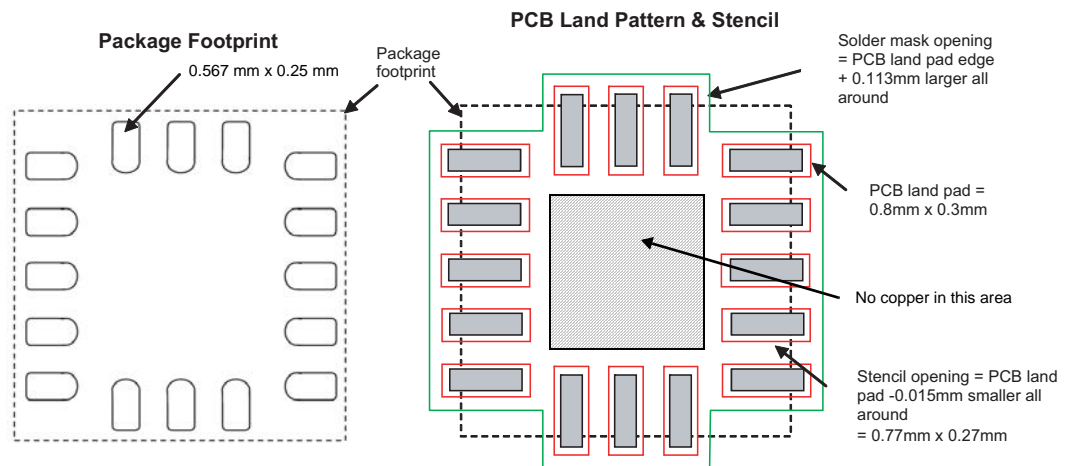 PCB Land Pattern & Stencil
Package Footprint
0.567 mm x 0.25 mm
Package
footprint
Solder mask opening
= PCB land pad edge
+ 0.113mm larger all
around
PCB land pad =
0.8mm x 0.3mm
No copper in this area
Stencil opening = PCB land
pad -0.015mm smaller all
around
= 0.77mm x 0.27mm